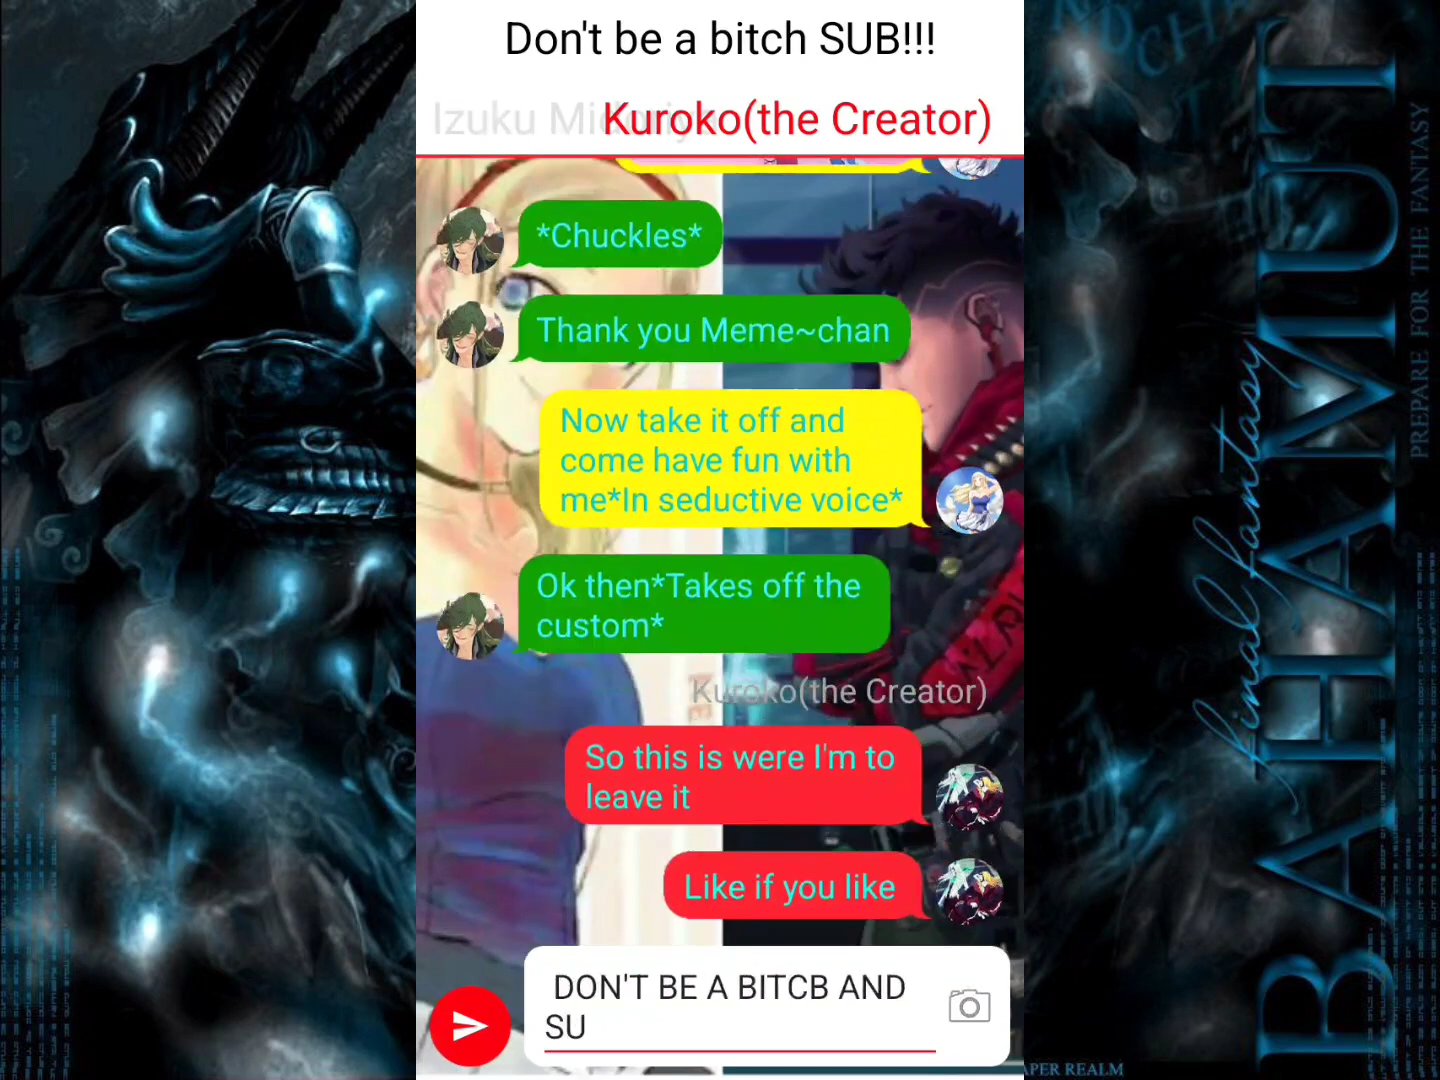 Don't be a bitch SUB!!!
Izuku Mid
Kuroko(the Creator)
*Chuckles*
Thank you Meme~chan
Now take it off and
come have fun with
me*In seductive voice*
Ok then*Takes off the
custom*
Kuroko(the Creator)
So this is were I'm to
leave it
Like if you like
DON'T BE A BITCB AND
SU
final fantasy
BAHAMUT
PREPARE FOR THE FANTASY
APER REALM